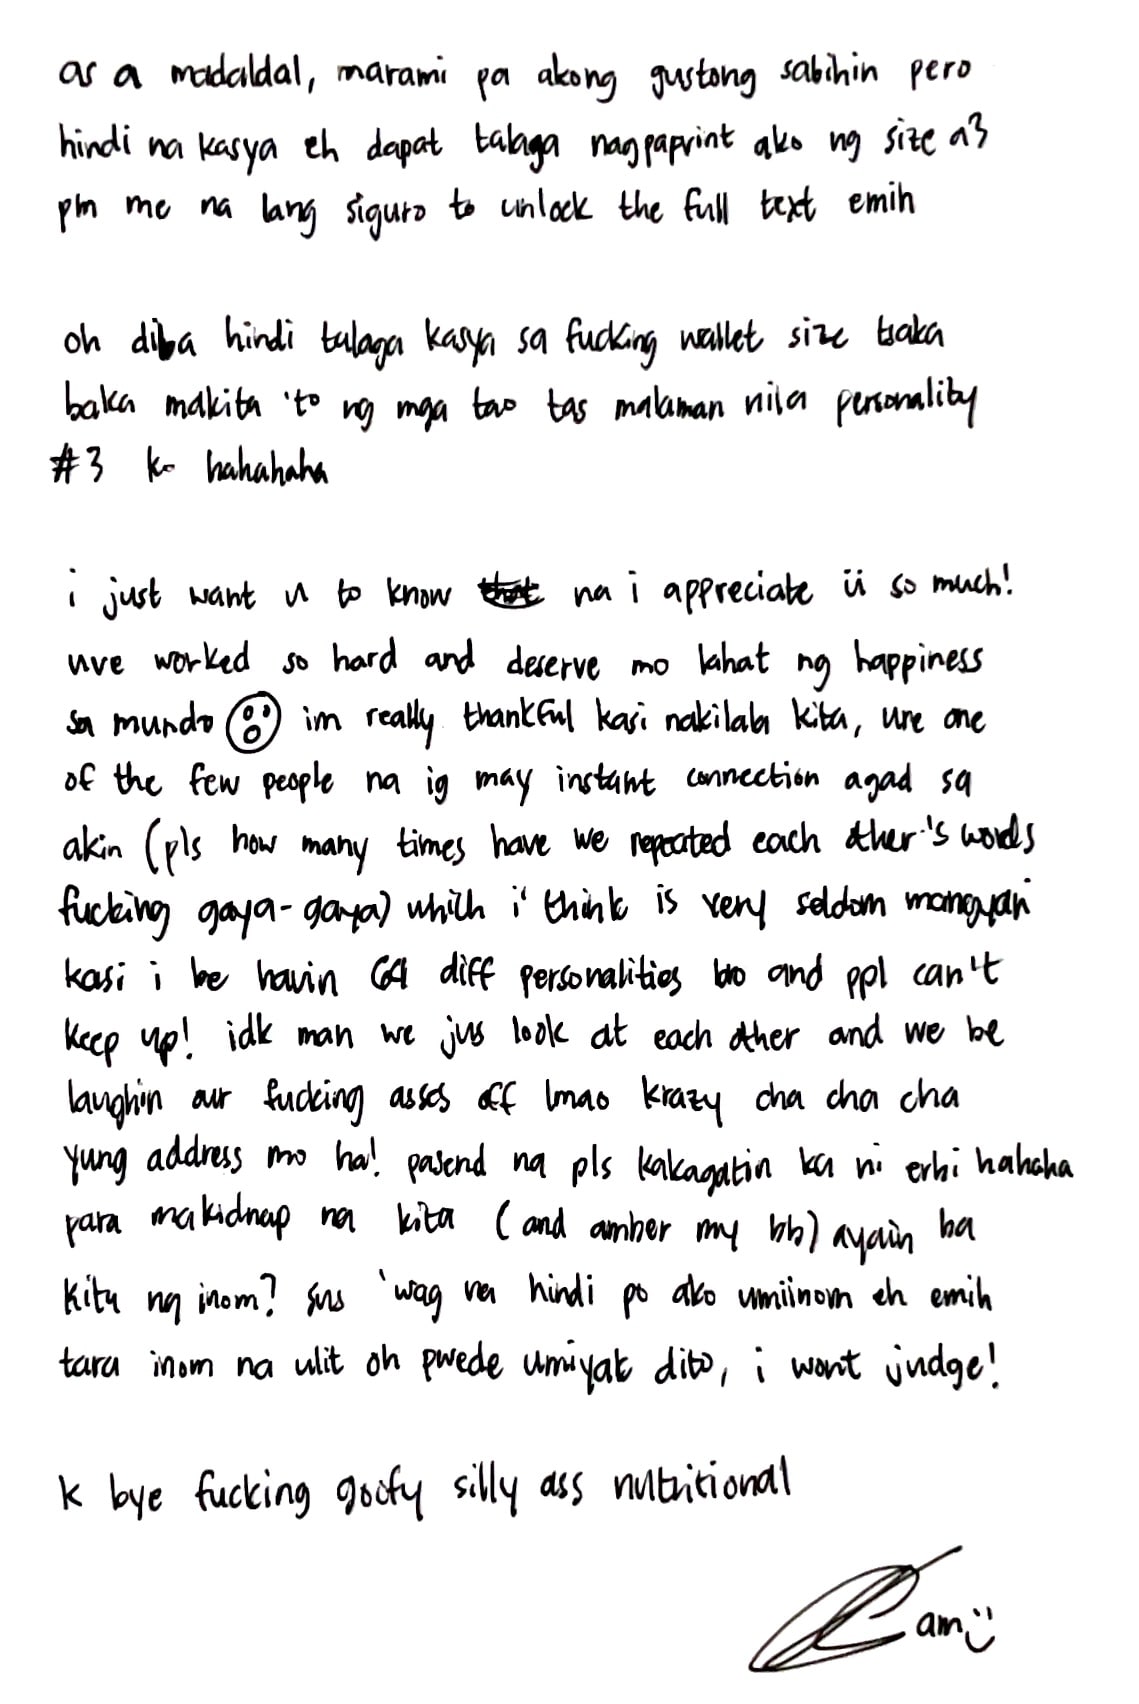 as a madaldal, marami pa akong gustong sabihin pero
hindi na kasya eh dapat talaga nagpaprint ako ng size a3
pm me na lang siguro to unlock the full text emih
oh diba hindi talaga kasya sa fucking wallet size tsaka
baka makita 'to ng mga tao tas malaman nila personality
#3 ko hahahaha
i just want u to know that na i appreciate ü so much!
uve worked so hard and deserve mo lahat ng happiness
sa mundo im really thankful kasi nakilala kita, ure one
of the few people na ig may instant connection agad sa
akin (pls how many times have we repeated each other's words
fucking gaya-gaya) which i think is very seldom mangyari
kasi i be havin 64 diff personalities bro and ppl can't
keep up! idk man we jus look at each other and we be
laughin our fucking asses off lmao krazy cha cha cha
yung address mo ha! pasend na pls kakagatin ka ni erhi hahaha
para makidnap na kita (and amber my bb) ayain ba
kita ng inom? sus 'wag na hindi po ako umiinom eh emih
tara inom na ulit oh pwede umiyak dito, i wont judge!
k bye fucking goofy silly ass nutritional
Cam